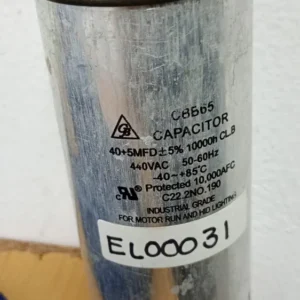 CBB65
CAPACITOR
40+5MFD±5% 10000h CL.B
440VAC 50-60Hz
-40~+85°C
Protected 10,000AFC
C22.2NO.190
INDUSTRIAL GRADE
FOR MOTOR RUN AND HID LIGHTING
EL00031